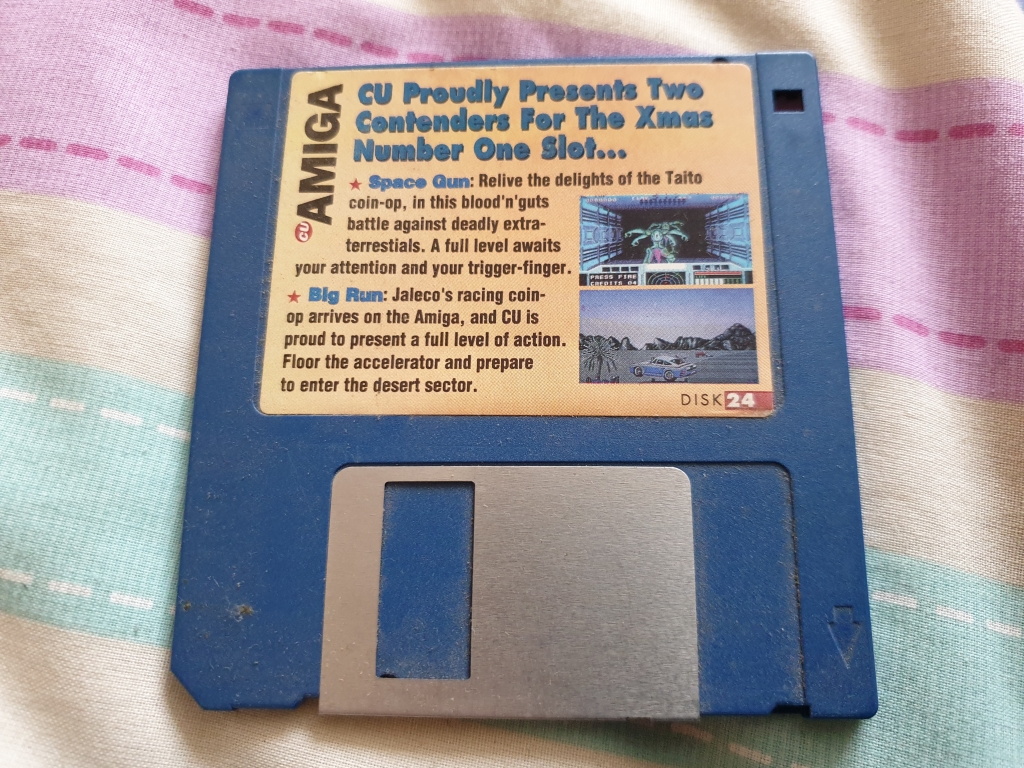 CU AMIGA
CU Proudly Presents Two
Contenders For The Xmas
Number One Slot...
★ Space Gun: Relive the delights of the Taito
coin-op, in this blood'n'guts
battle against deadly extra-
terrestials. A full level awaits
your attention and your trigger-finger.
PRESS FIRE
CREDITS 04
★ Big Run: Jaleco's racing coin-
op arrives on the Amiga, and CU is
proud to present a full level of action.
Floor the accelerator and prepare
to enter the desert sector.
DISK 24